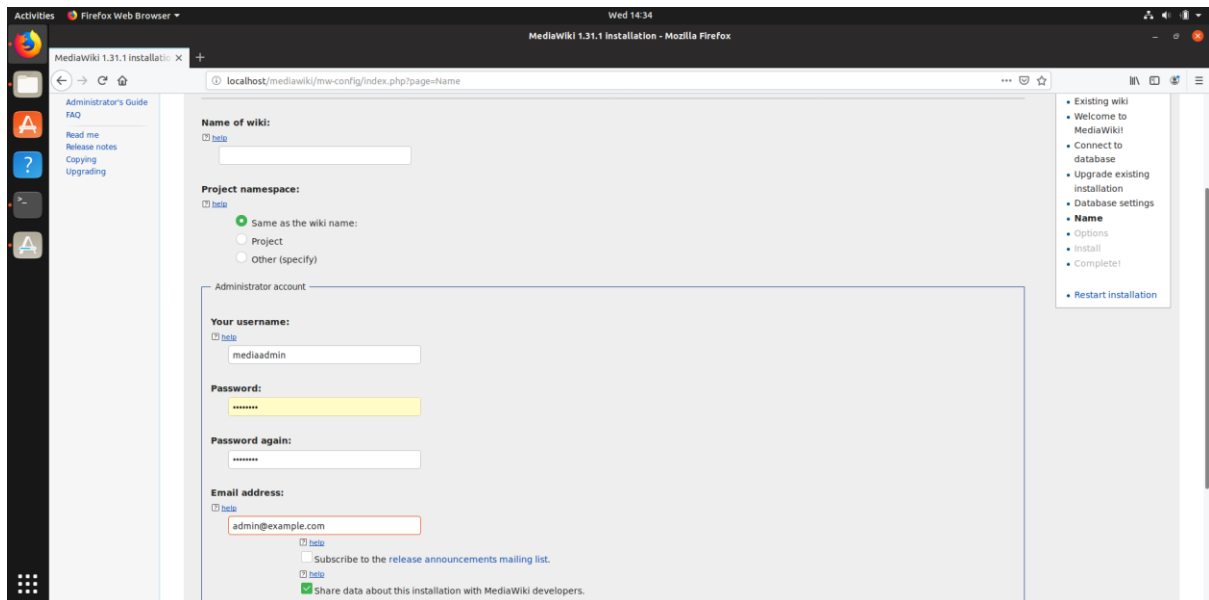 Activities Firefox Web Browser Wed 14:34
MediaWiki 1.31.1 installation - Mozilla Firefox
MediaWiki 1.31.1 installatio
localhost/mediawiki/mw-config/index.php?page=Name
Administrator's Guide
FAQ
Read me
Release notes
Copying
Upgrading
Name of wiki:
help
Project namespace:
help
Same as the wiki name:
Project
Other (specify)
Administrator account
Your username:
help
mediaadmin
Password:
••••••••
Password again:
••••••••
Email address:
help
admin@example.com
help
Subscribe to the release announcements mailing list.
help
Share data about this installation with MediaWiki developers.
Existing wiki
Welcome to
MediaWiki!
Connect to
database
Upgrade existing
installation
Database settings
Name
Options
Install
Complete!
Restart installation